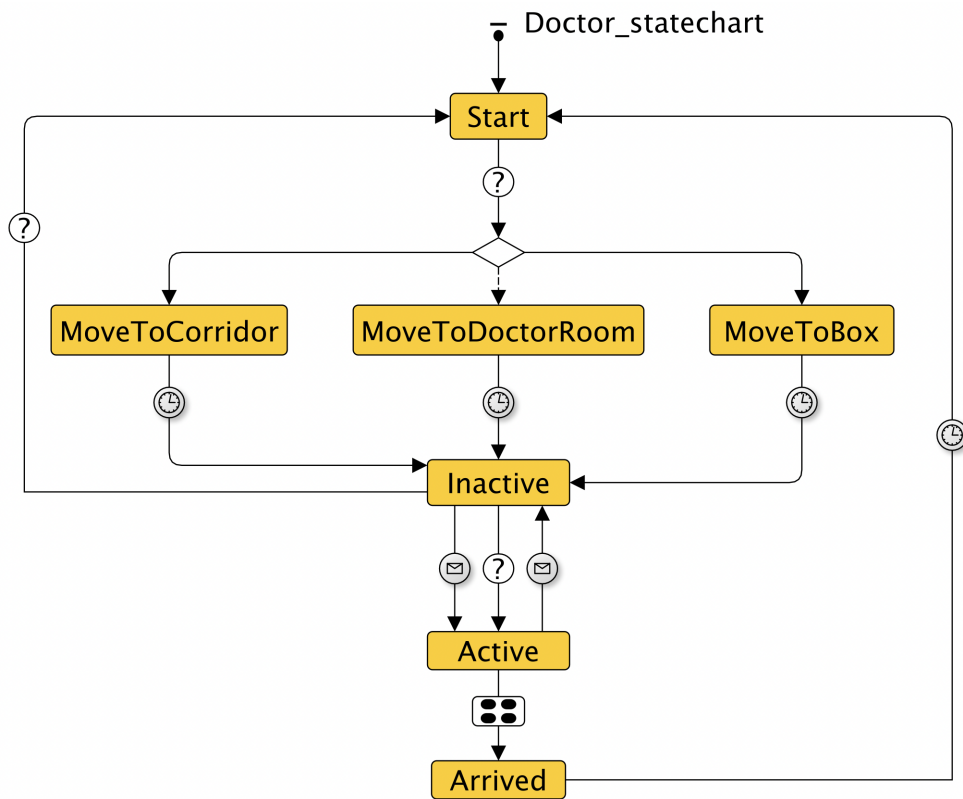 Doctor_statechart
Start
?
?
MoveToCorridor
MoveToDoctorRoom
MoveToBox
Inactive
?
Active
Arrived